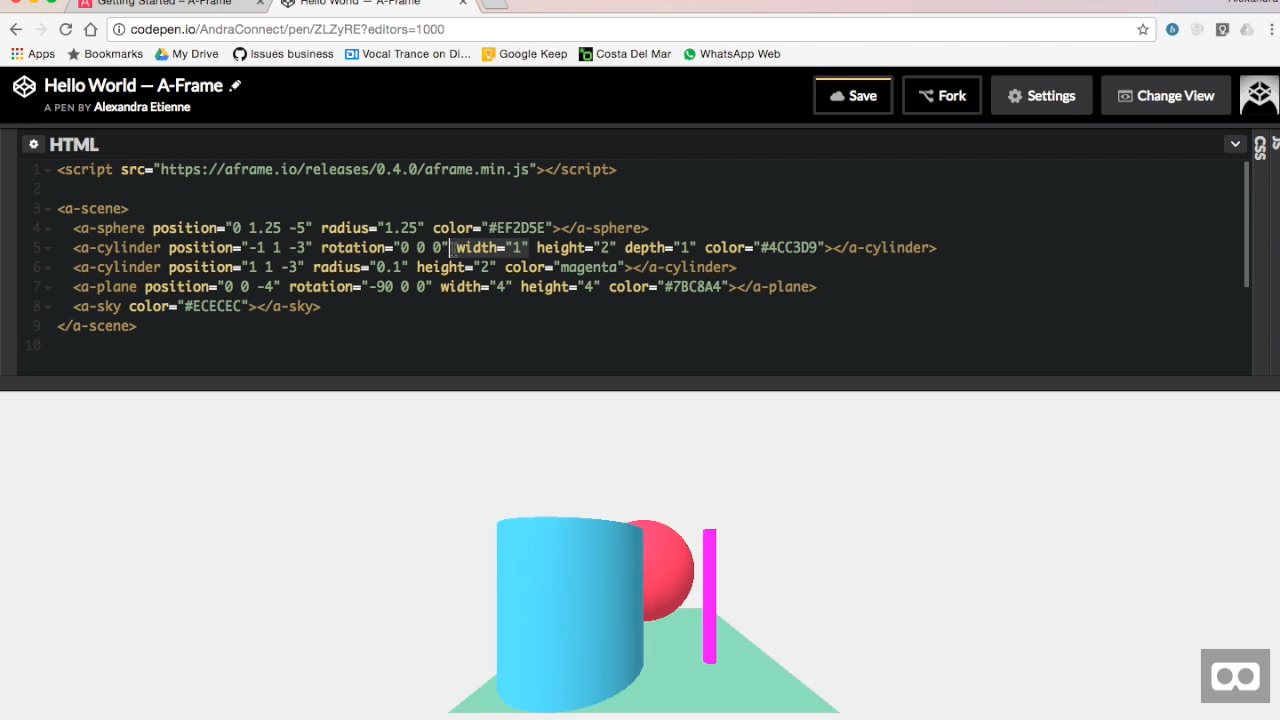 Getting Started – A-Frame
Hello World — A-Frame
codepen.io/AndraConnect/pen/ZLZyRE?editors=1000
Apps Bookmarks My Drive Issues business Vocal Trance on Di... Google Keep Costa Del Mar WhatsApp Web
Hello World — A-Frame
A PEN BY Alexandra Etienne
Save Fork Settings Change View
HTML
CSS
JS
1 <script src="https://aframe.io/releases/0.4.0/aframe.min.js"></script>
2
3 <a-scene>
4 <a-sphere position="0 1.25 -5" radius="1.25" color="#EF2D5E"></a-sphere>
5 <a-cylinder position="-1 1 -3" rotation="0 0 0" width="1" height="2" depth="1" color="#4CC3D9"></a-cylinder>
6 <a-cylinder position="1 1 -3" radius="0.1" height="2" color="magenta"></a-cylinder>
7 <a-plane position="0 0 -4" rotation="-90 0 0" width="4" height="4" color="#7BC8A4"></a-plane>
8 <a-sky color="#ECECEC"></a-sky>
9 </a-scene>
10